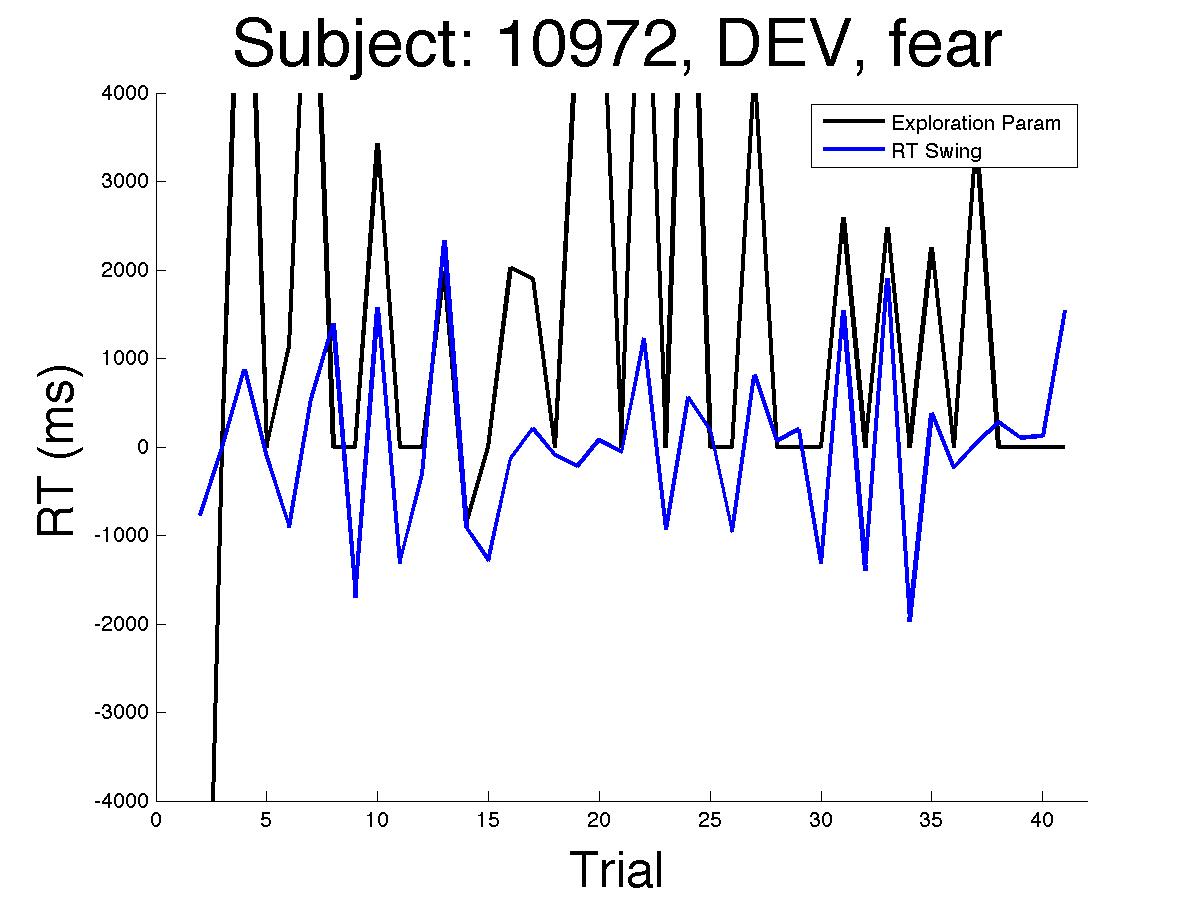 Subject: 10972, DEV, fear
Exploration Param
RT Swing
4000
3000
2000
1000
0
-1000
-2000
-3000
-4000
RT (ms)
0 5 10 15 20 25 30 35 40
Trial